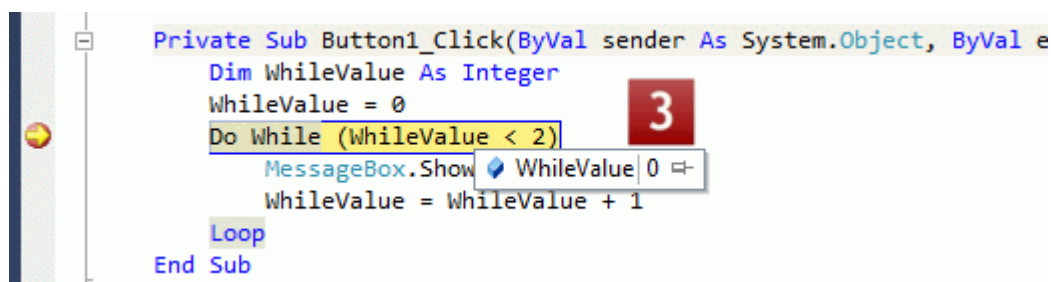 Private Sub Button1_Click(ByVal sender As System.Object, ByVal e
Dim WhileValue As Integer
WhileValue = 0
3
Do While (WhileValue < 2)
MessageBox.Show
WhileValue 0
WhileValue = WhileValue + 1
Loop
End Sub